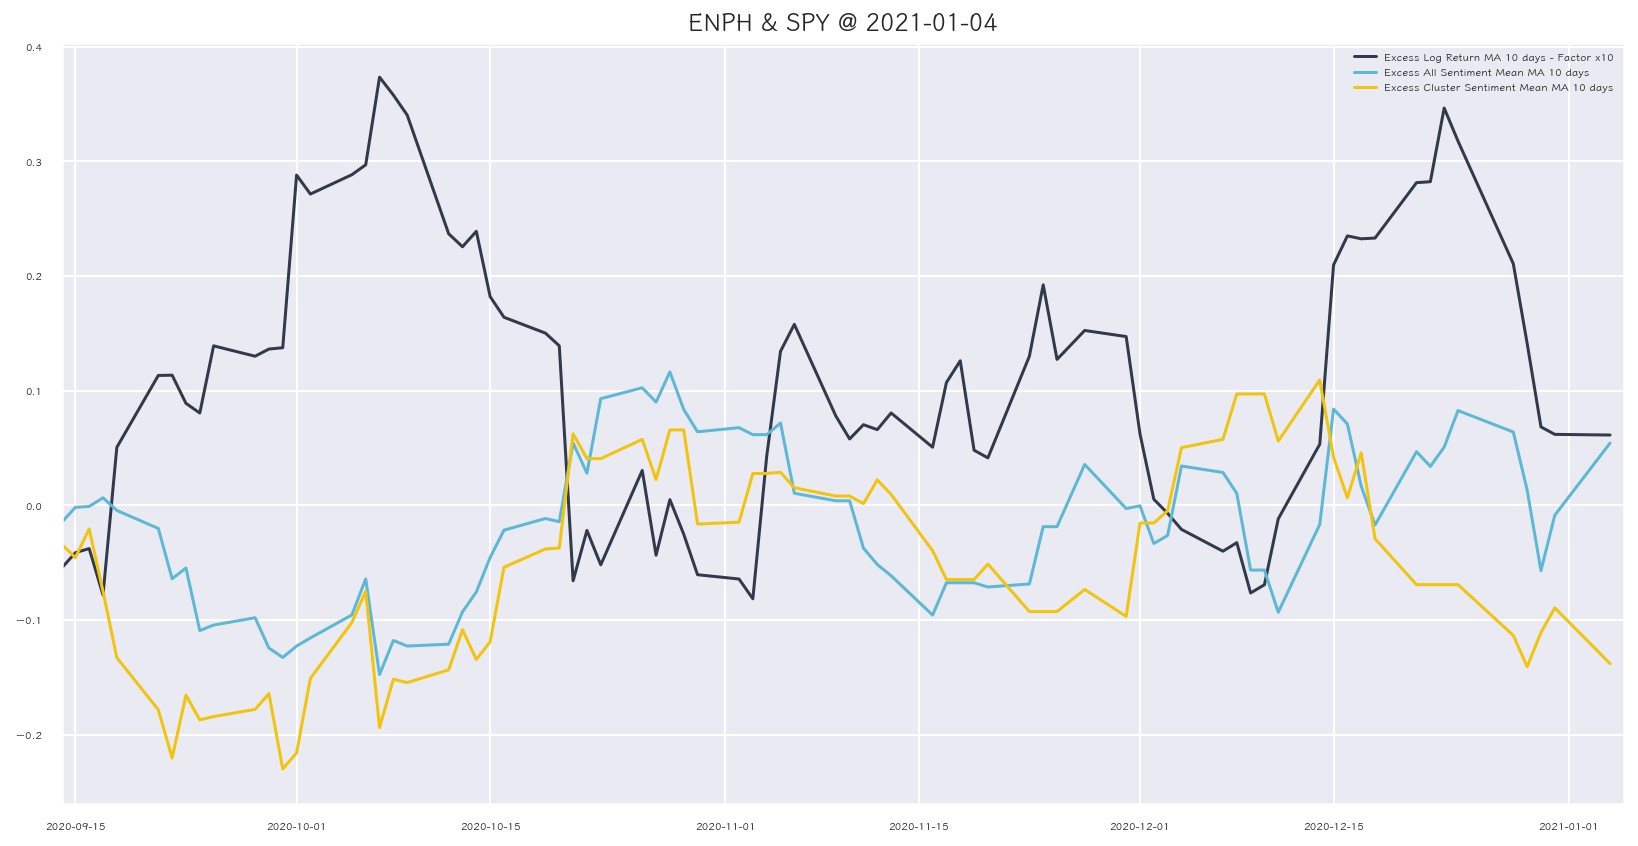 ENPH & SPY @ 2021-01-04
Excess Log Return MA 10 days - Factor x10
Excess All Sentiment Mean MA 10 days
Excess Cluster Sentiment Mean MA 10 days
0.4
0.3
0.2
0.1
0.0
−0.1
−0.2
2020-09-15 2020-10-01 2020-10-15 2020-11-01 2020-11-15 2020-12-01 2020-12-15 2021-01-01